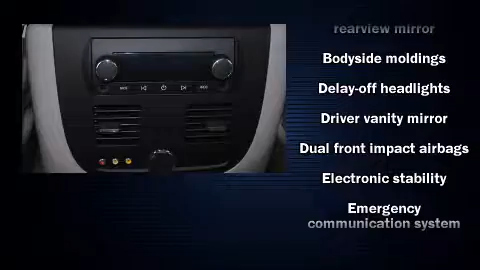 rearview mirror
Bodyside moldings
Delay-off headlights
Driver vanity mirror
Dual front impact airbags
Electronic stability
Emergency
communication system